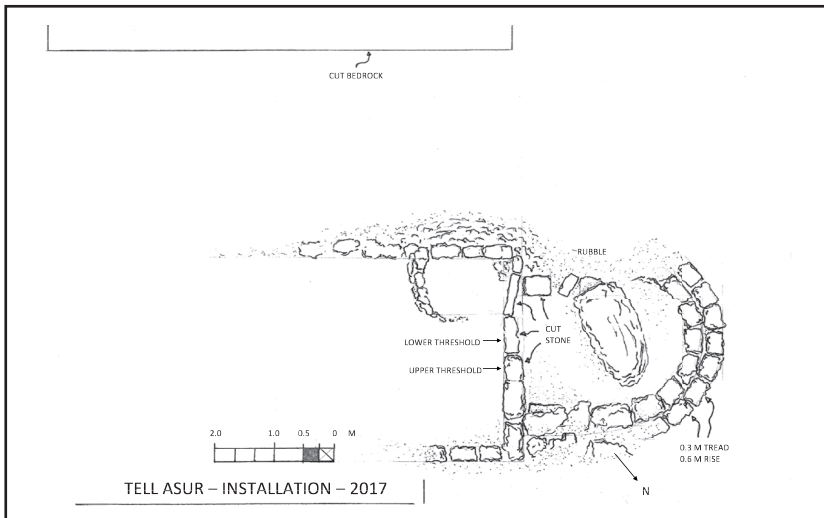 CUT BEDROCK
RUBBLE
CUT
STONE
LOWER THRESHOLD
UPPER THRESHOLD
2.0 1.0 0.5 0 M
0.3 M TREAD
0.6 M RISE
TELL ASUR – INSTALLATION – 2017
N